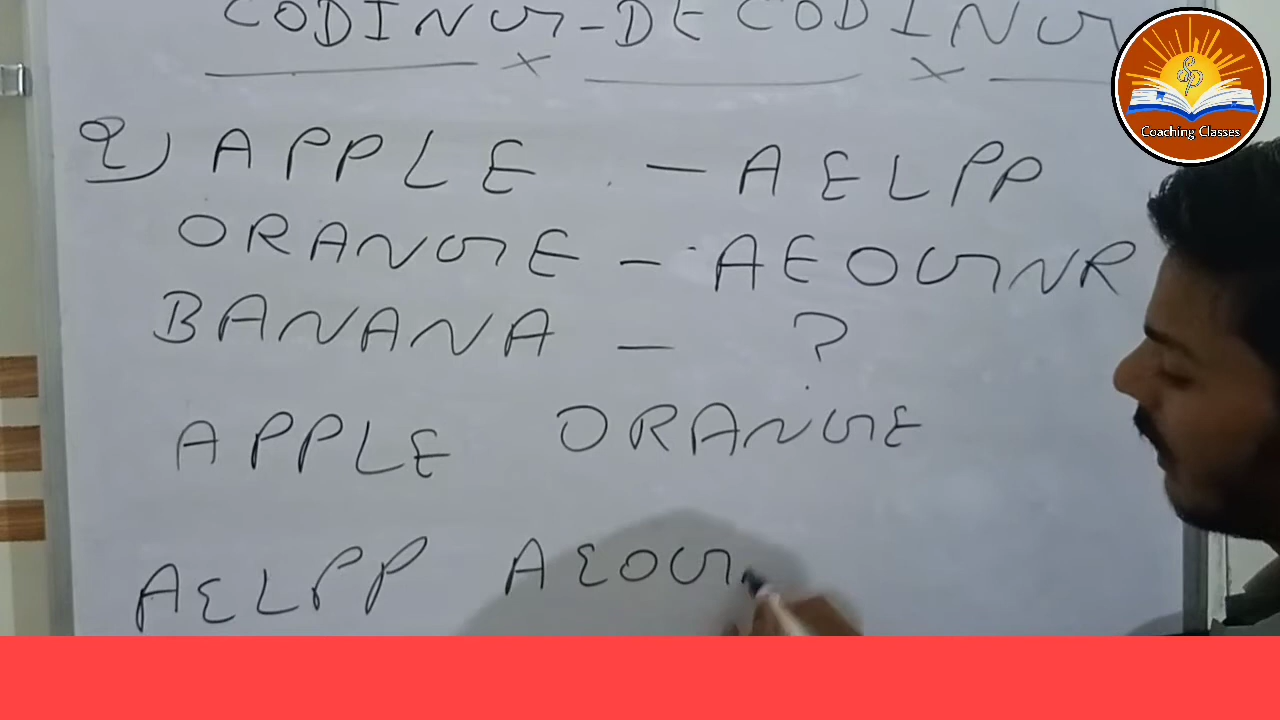 CODING-DECODING
Coaching Classes
Q) APPLE - AELPP
ORANGE - AEOGNR
BANANA - ?
APPLE ORANGE
AELPP AEOG